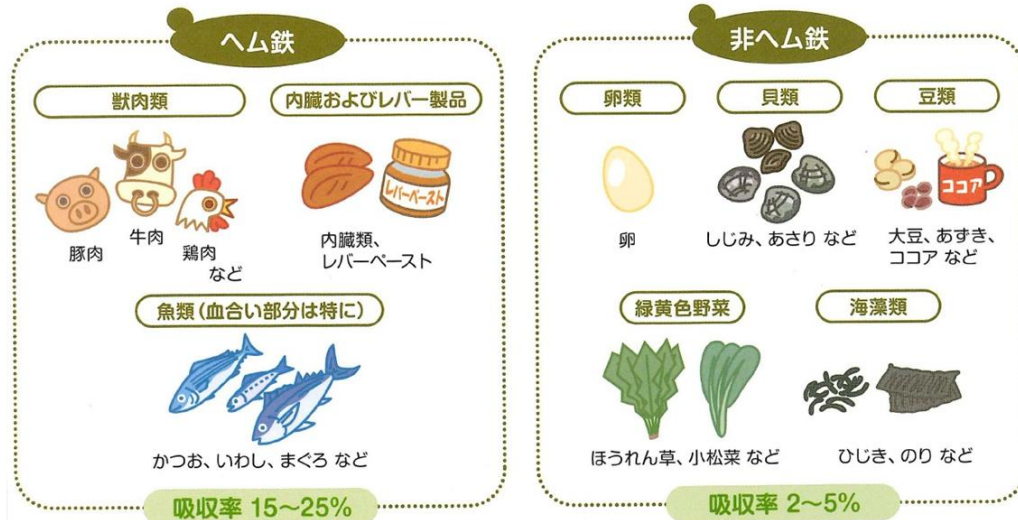 ヘム鉄
獣肉類
内臓およびレバー製品
レバーペースト
豚肉
牛肉
鶏肉
など
内臓類、
レバーペースト
魚類(血合い部分は特に)
かつお、いわし、まぐろ など
吸収率 15〜25%
非ヘム鉄
卵類
貝類
豆類
ココア
卵
しじみ、あさり など
大豆、あずき、
ココア など
緑黄色野菜
海藻類
ほうれん草、小松菜 など
ひじき、のり など
吸収率 2〜5%